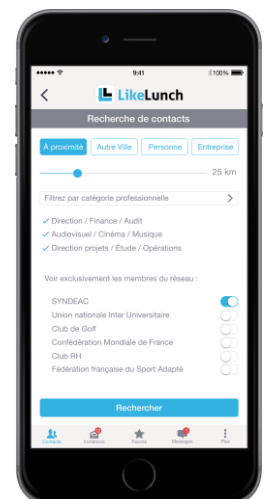 9:41
100%
LikeLunch
Recherche de contacts
À proximité
Autre Ville
Personne
Entreprise
25 km
Filtrez par catégorie professionnelle
Direction / Finance / Audit
Audiovisuel / Cinéma / Musique
Direction projets / Étude / Opérations
Voir exclusivement les membres du réseau :
SYNDEAC
Union nationale Inter Universitaire
Club de Golf
Confédération Mondiale de France
Club RH
Fédération française du Sport Adapté
Rechercher
Contacts
Invitations
Favoris
Messages
Plus